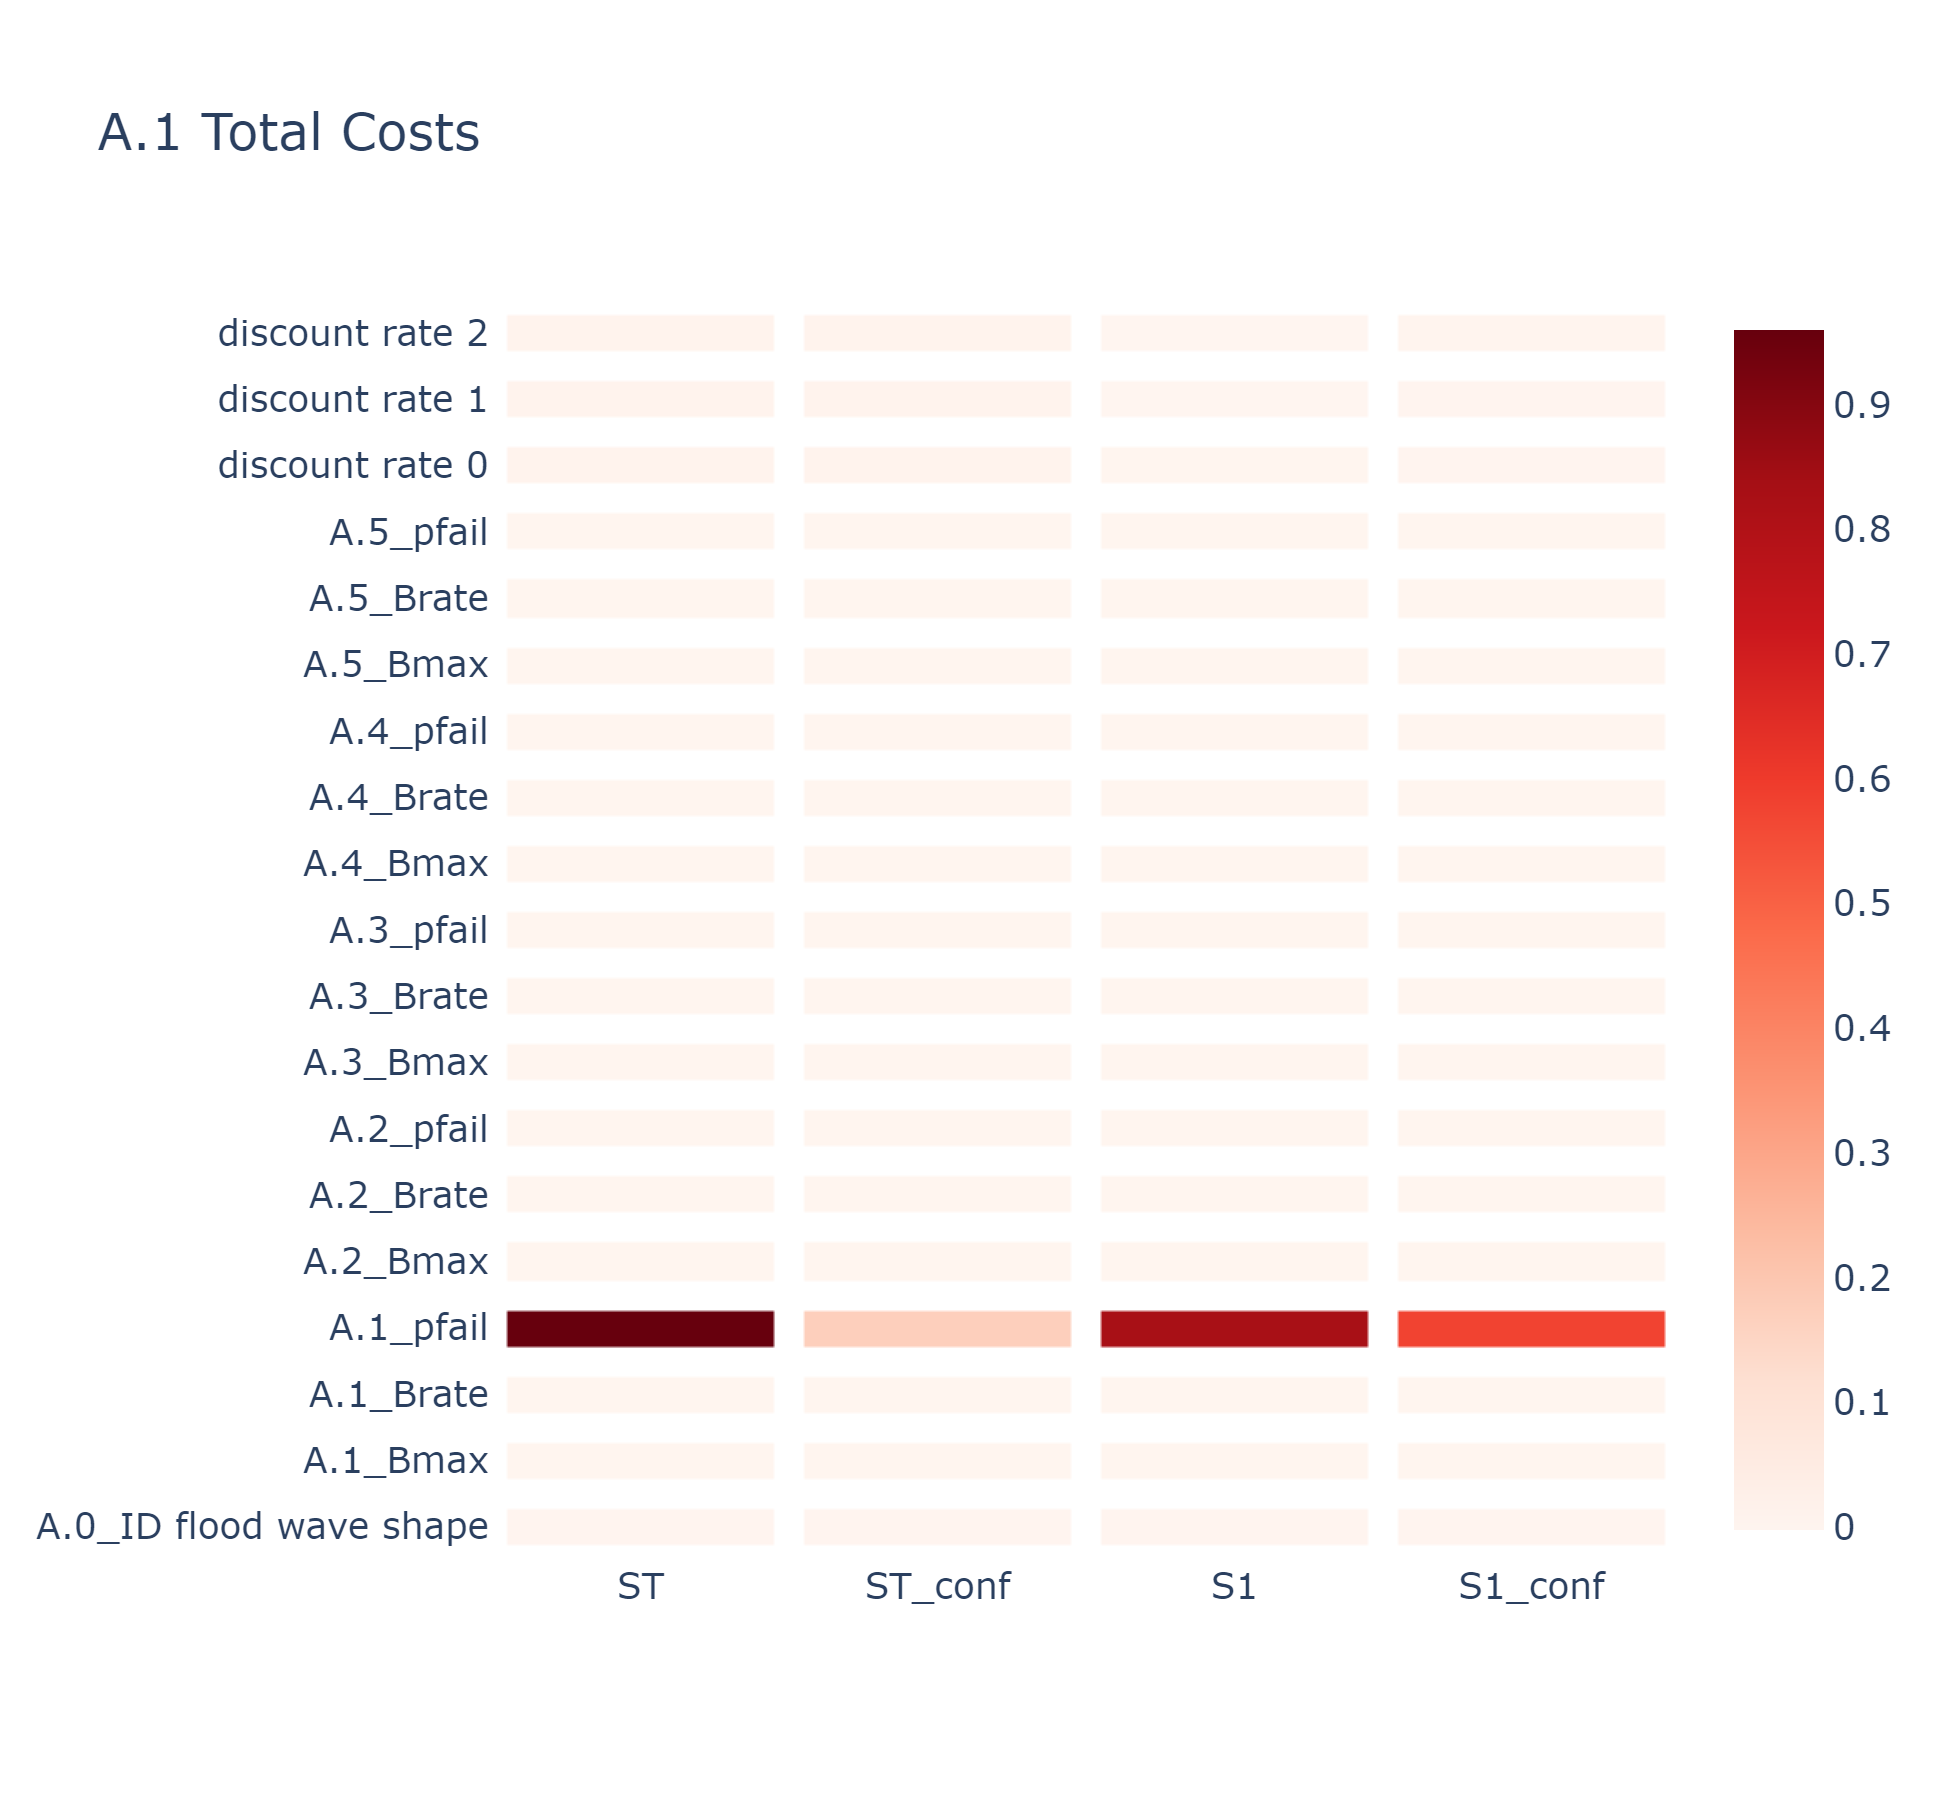 A.1 Total Costs
discount rate 2
discount rate 1
discount rate 0
A.5_pfail
A.5_Brate
A.5_Bmax
A.4_pfail
A.4_Brate
A.4_Bmax
A.3_pfail
A.3_Brate
A.3_Bmax
A.2_pfail
A.2_Brate
A.2_Bmax
A.1_pfail
A.1_Brate
A.1_Bmax
A.0_ID flood wave shape
ST ST_conf S1 S1_conf
0.9
0.8
0.7
0.6
0.5
0.4
0.3
0.2
0.1
0